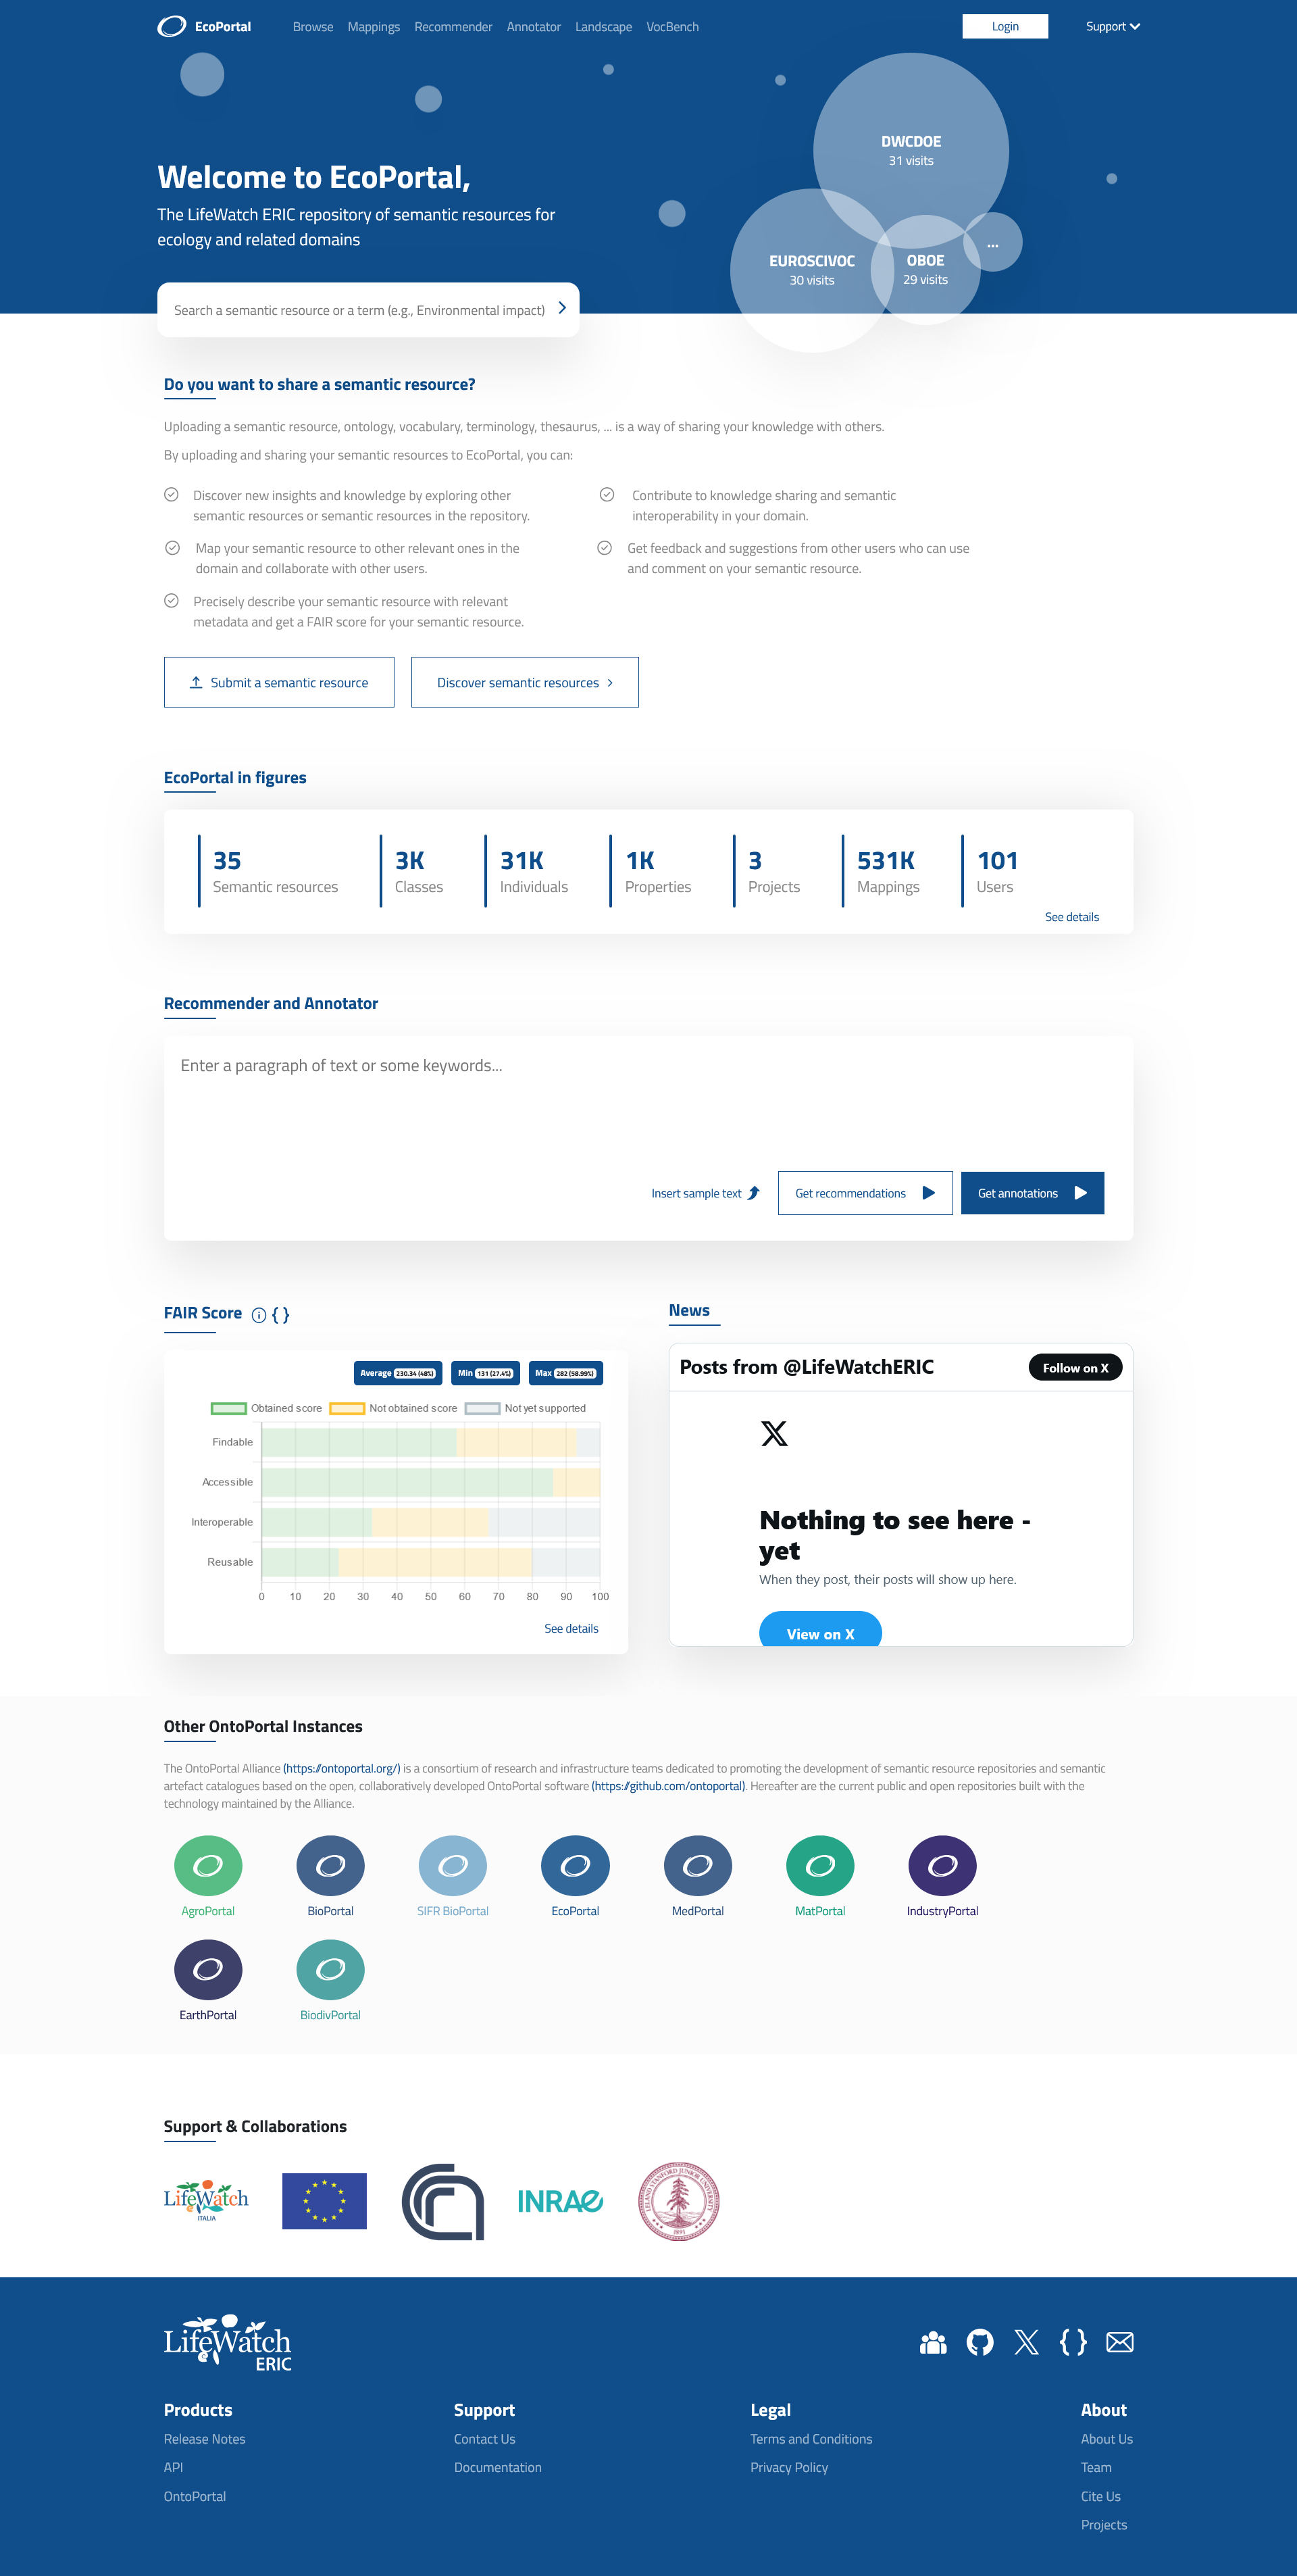 EcoPortal
Browse
Mappings
Recommender
Annotator
Landscape
VocBench
Login
Support
DWCDOE
31 visits
EUROSCIVOC
30 visits
OBOE
29 visits
...
Welcome to EcoPortal,
The LifeWatch ERIC repository of semantic resources for
ecology and related domains
Search a semantic resource or a term (e.g., Environmental impact)
Do you want to share a semantic resource?
Uploading a semantic resource, ontology, vocabulary, terminology, thesaurus, ... is a way of sharing your knowledge with others.
By uploading and sharing your semantic resources to EcoPortal, you can:
Discover new insights and knowledge by exploring other
semantic resources or semantic resources in the repository.
Contribute to knowledge sharing and semantic
interoperability in your domain.
Map your semantic resource to other relevant ones in the
domain and collaborate with other users.
Get feedback and suggestions from other users who can use
and comment on your semantic resource.
Precisely describe your semantic resource with relevant
metadata and get a FAIR score for your semantic resource.
Submit a semantic resource
Discover semantic resources
EcoPortal in figures
35
Semantic resources
3K
Classes
31K
Individuals
1K
Properties
3
Projects
531K
Mappings
101
Users
See details
Recommender and Annotator
Enter a paragraph of text or some keywords...
Insert sample text
Get recommendations
Get annotations
FAIR Score
{ }
Average 230.34 (48%)
Min 131 (27.4%)
Max 282 (58.99%)
Obtained score
Not obtained score
Not yet supported
Findable
Accessible
Interoperable
Reusable
0 10 20 30 40 50 60 70 80 90 100
See details
News
Posts from @LifeWatchERIC
Follow on X
Nothing to see here -
yet
When they post, their posts will show up here.
View on X
Other OntoPortal Instances
The OntoPortal Alliance (https://ontoportal.org/) is a consortium of research and infrastructure teams dedicated to promoting the development of semantic resource repositories and semantic
artefact catalogues based on the open, collaboratively developed OntoPortal software (https://github.com/ontoportal). Hereafter are the current public and open repositories built with the
technology maintained by the Alliance.
AgroPortal
BioPortal
SIFR BioPortal
EcoPortal
MedPortal
MatPortal
IndustryPortal
EarthPortal
BiodivPortal
Support & Collaborations
LifeWatch
ITALIA
INRAE
LifeWatch
ERIC
Products
Release Notes
API
OntoPortal
Support
Contact Us
Documentation
Legal
Terms and Conditions
Privacy Policy
About
About Us
Team
Cite Us
Projects